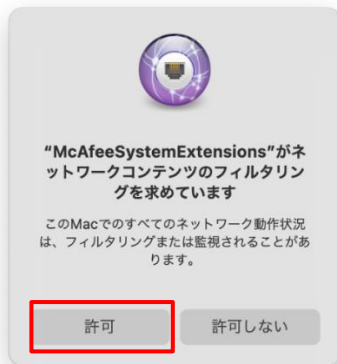 “McAfeeSystemExtensions”がネ
ットワークコンテンツのフィルタリン
グを求めています
このMacでのすべてのネットワーク動作状況
は、フィルタリングまたは監視されることがあ
ります。
許可
許可しない